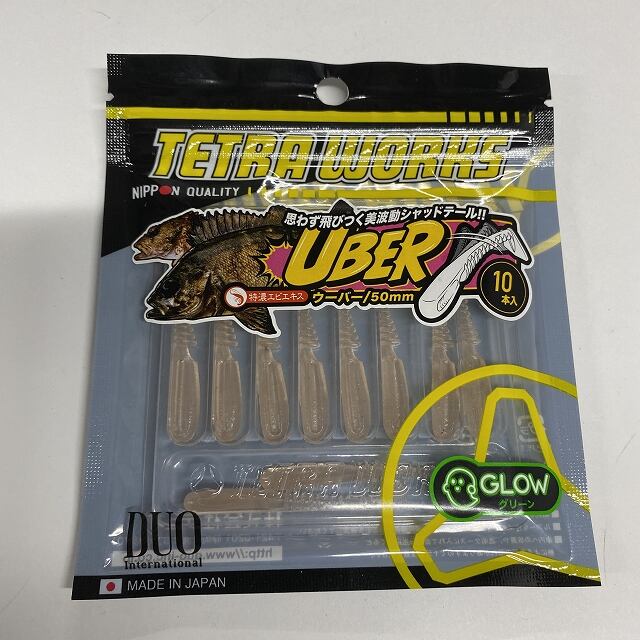 TETRA WORKS
NIPPON QUALITY
思わず飛びつく美波動シャッドテール!!
UBER
特濃エビエキス
ウーバー/50mm
10
本入
TETRA WORK
GLOW
グリーン
DUO
International
MADE IN JAPAN